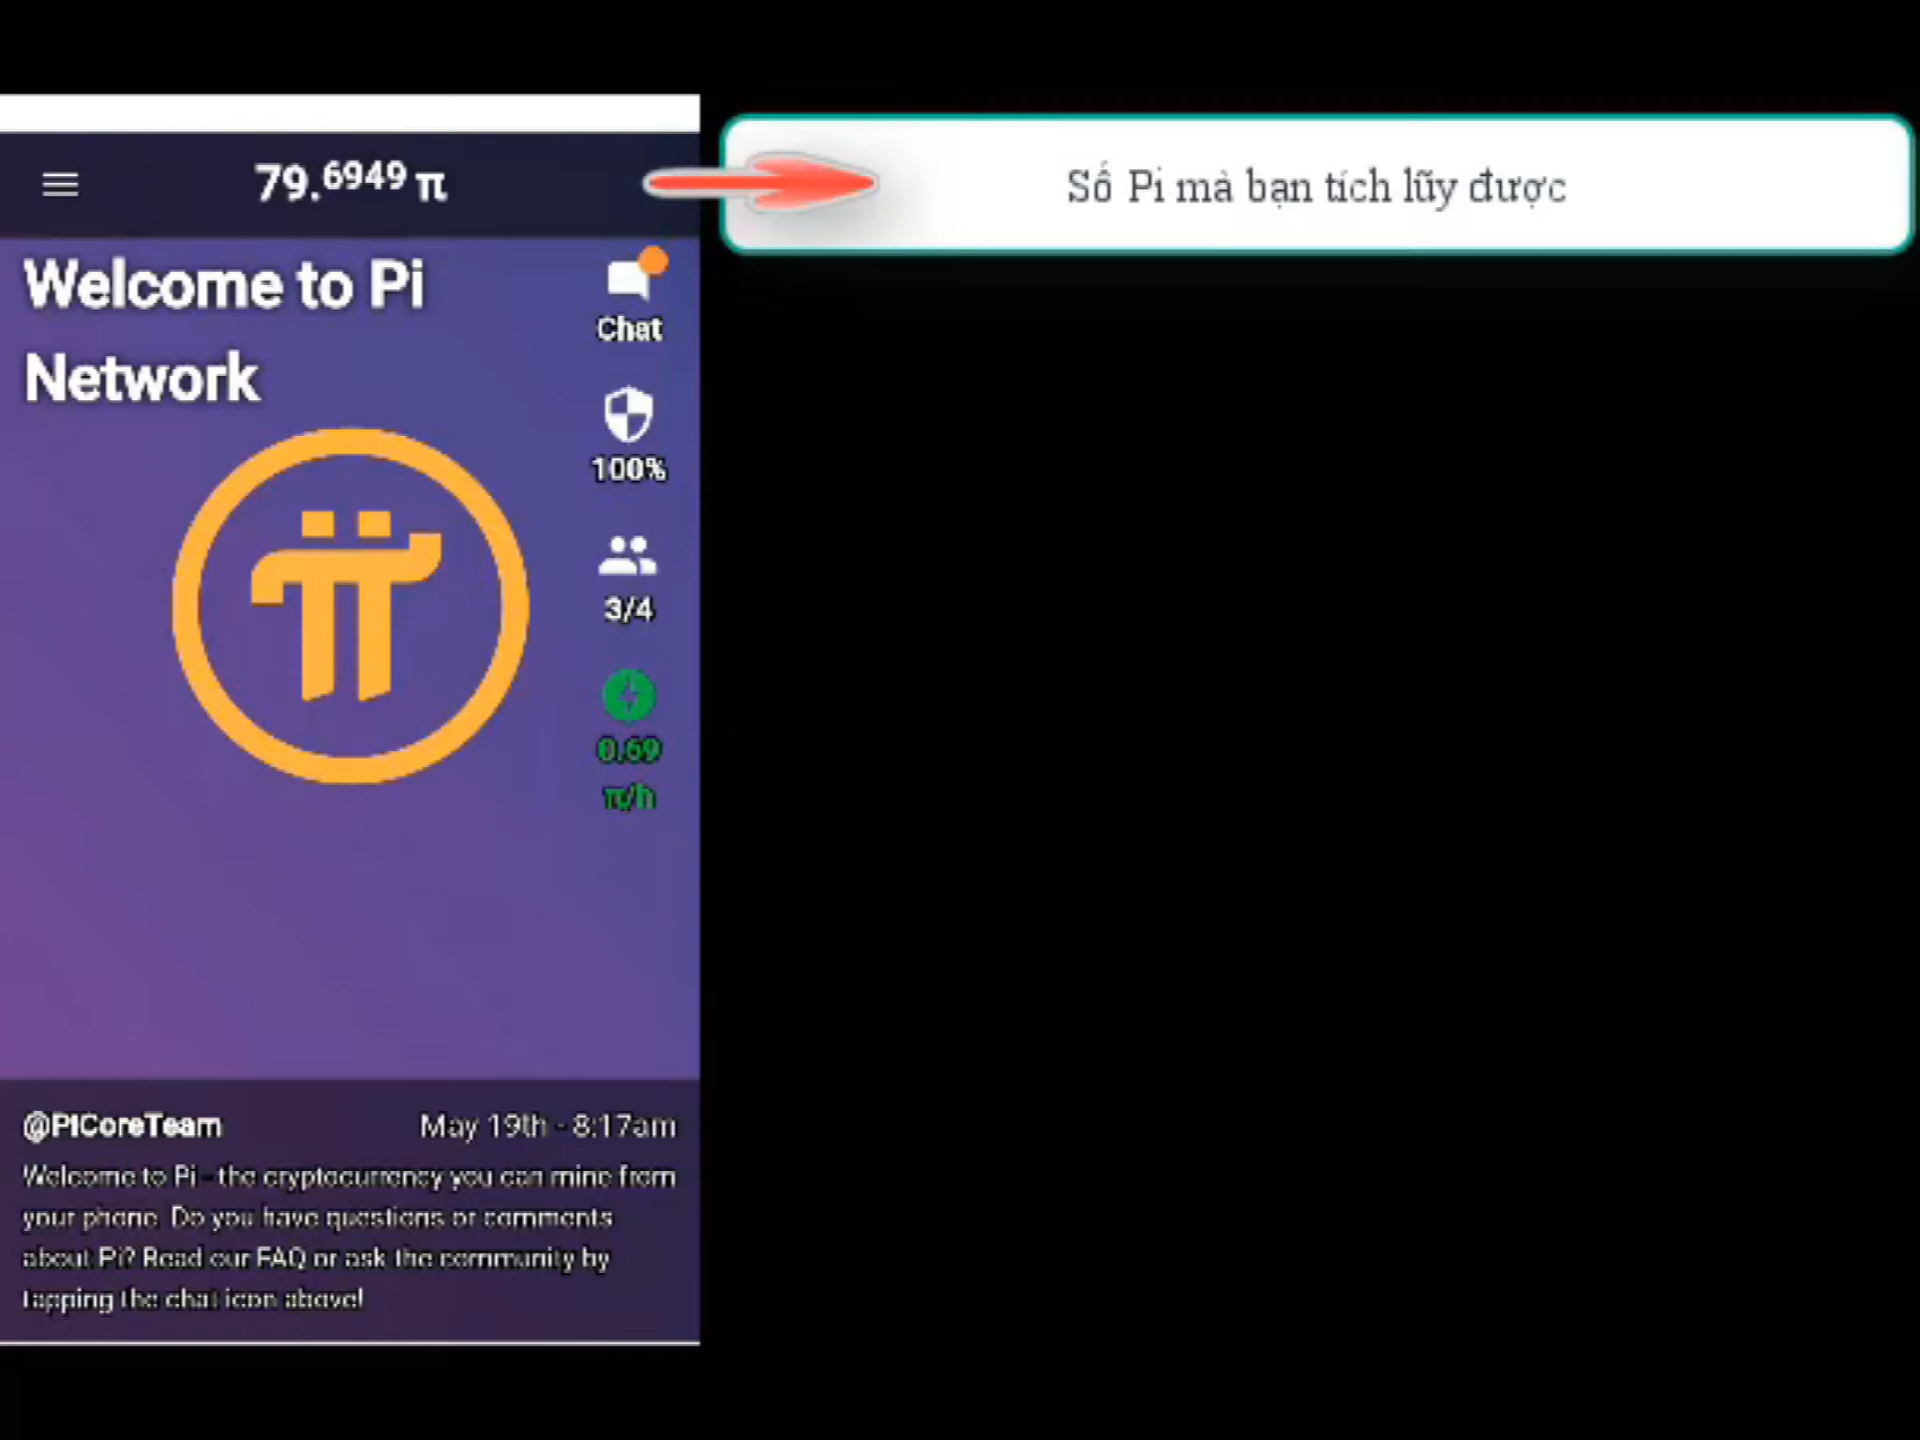 79.6949 π
Số Pi mà bạn tích lũy được
Welcome to Pi
Network
Chat
100%
3/4
0.69
π/h
@PiCoreTeam
May 19th - 8:17am
Welcome to Pi - the cryptocurrency you can mine from
your phone. Do you have questions or comments
about Pi? Read our FAQ or ask the community by
tapping the chat icon above!